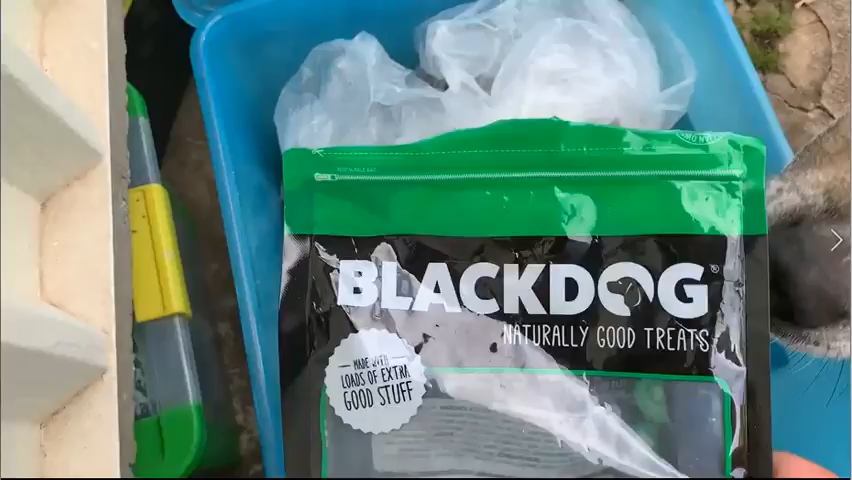 BLACKDOG®
NATURALLY GOOD TREATS
MADE WITH
LOADS OF EXTRA
GOOD STUFF